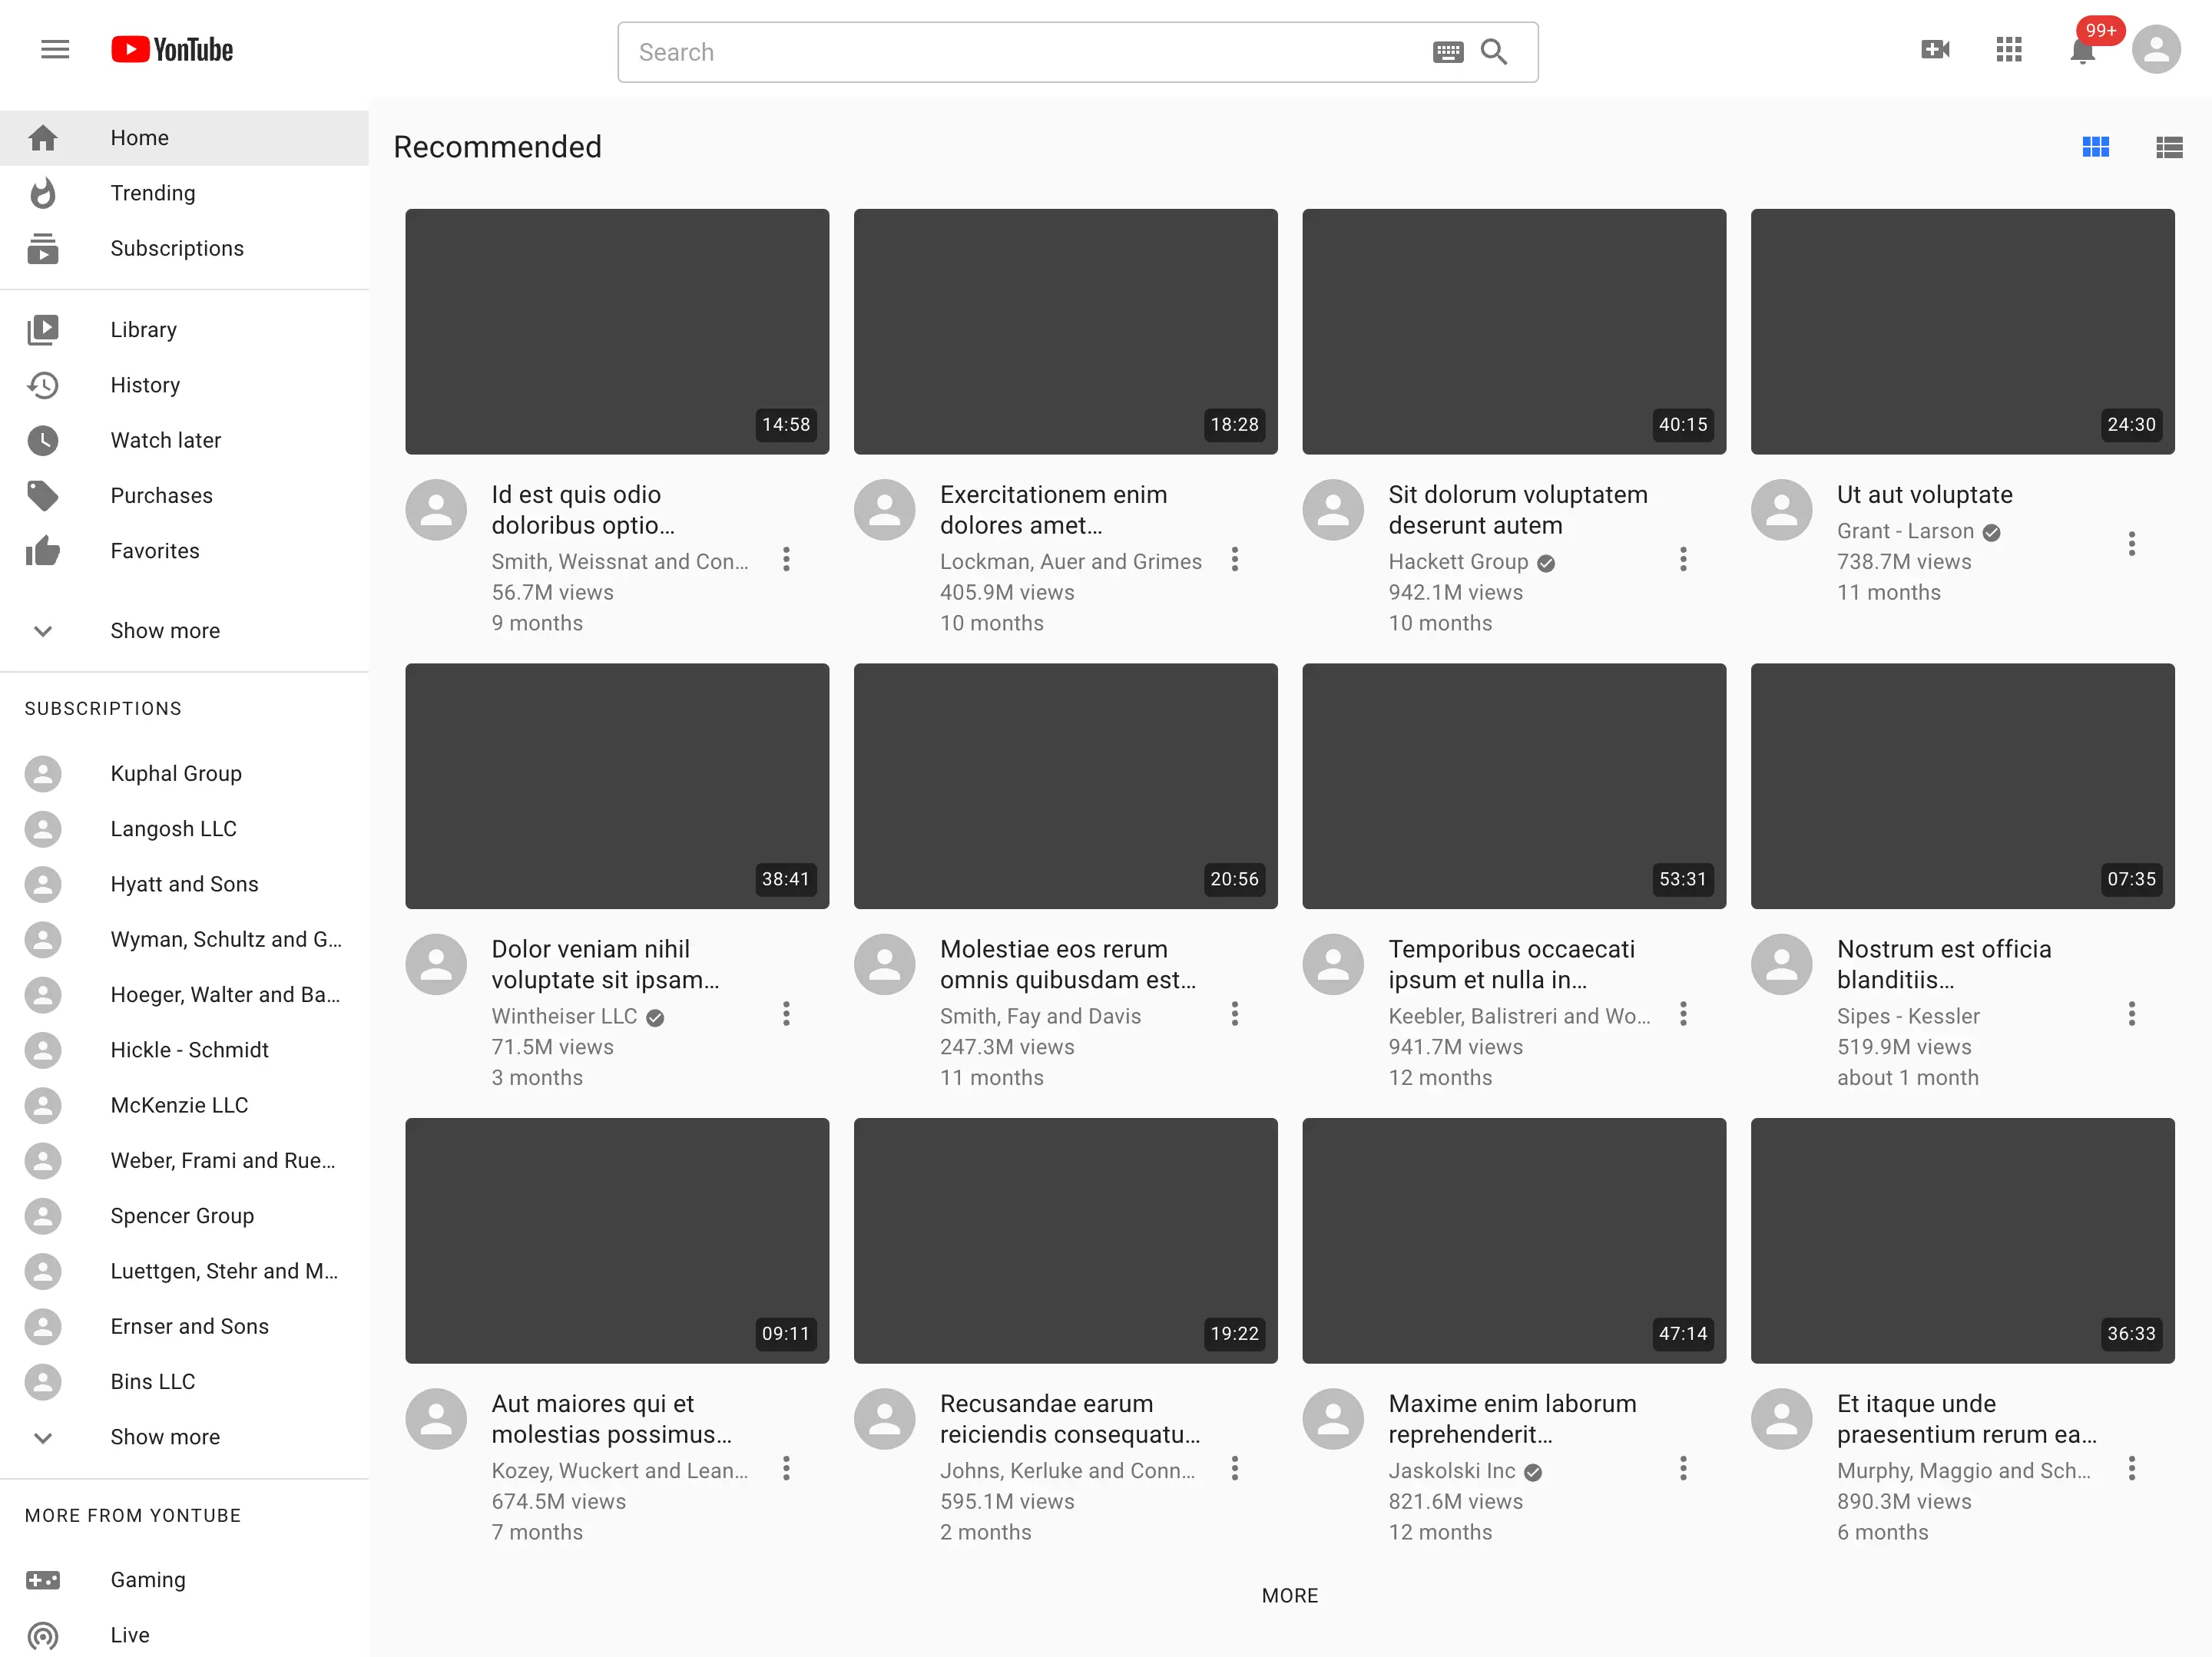 YonTube
Search
99+
Home
Trending
Subscriptions
Library
History
Watch later
Purchases
Favorites
Show more
SUBSCRIPTIONS
Kuphal Group
Langosh LLC
Hyatt and Sons
Wyman, Schultz and G...
Hoeger, Walter and Ba...
Hickle - Schmidt
McKenzie LLC
Weber, Frami and Rue...
Spencer Group
Luettgen, Stehr and M...
Ernser and Sons
Bins LLC
Show more
MORE FROM YONTUBE
Gaming
Live
Recommended
14:58
Id est quis odio
doloribus optio...
Smith, Weissnat and Con...
56.7M views
9 months
18:28
Exercitationem enim
dolores amet...
Lockman, Auer and Grimes
405.9M views
10 months
40:15
Sit dolorum voluptatem
deserunt autem
Hackett Group
942.1M views
10 months
24:30
Ut aut voluptate
Grant - Larson
738.7M views
11 months
38:41
Dolor veniam nihil
voluptate sit ipsam...
Wintheiser LLC
71.5M views
3 months
20:56
Molestiae eos rerum
omnis quibusdam est...
Smith, Fay and Davis
247.3M views
11 months
53:31
Temporibus occaecati
ipsum et nulla in...
Keebler, Balistreri and Wo...
941.7M views
12 months
07:35
Nostrum est officia
blanditiis...
Sipes - Kessler
519.9M views
about 1 month
09:11
Aut maiores qui et
molestias possimus...
Kozey, Wuckert and Lean...
674.5M views
7 months
19:22
Recusandae earum
reiciendis consequatu...
Johns, Kerluke and Conn...
595.1M views
2 months
47:14
Maxime enim laborum
reprehenderit...
Jaskolski Inc
821.6M views
12 months
36:33
Et itaque unde
praesentium rerum ea...
Murphy, Maggio and Sch...
890.3M views
6 months
MORE